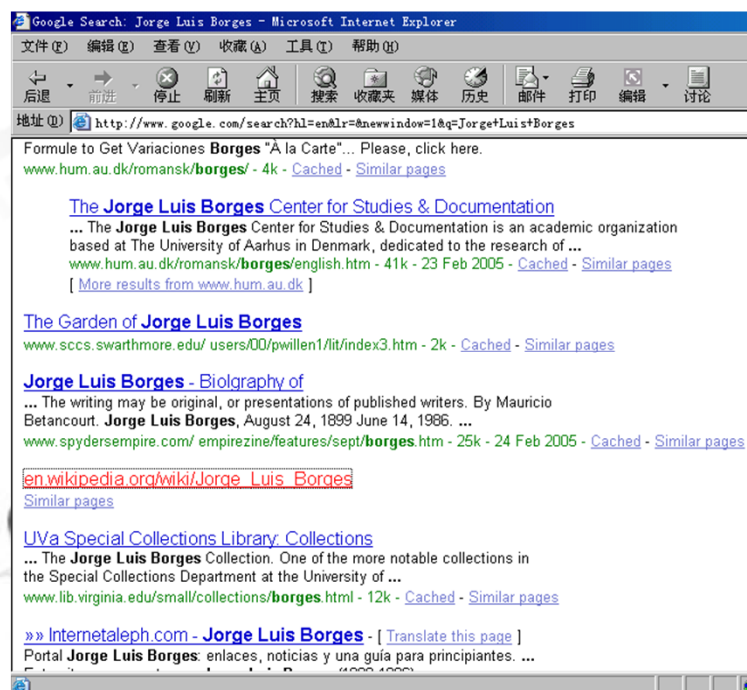 Google Search: Jorge Luis Borges - Microsoft Internet Explorer
文件(F) 编辑(E) 查看(V) 收藏(A) 工具(T) 帮助(H)
后退 前进 停止 刷新 主页 搜索 收藏夹 媒体 历史 邮件 打印 编辑 讨论
地址(D) http://www.google.com/search?hl=en&lr=&newwindow=1&q=Jorge+Luis+Borges
Formule to Get Variaciones Borges "À la Carte"... Please, click here.
www.hum.au.dk/romansk/borges/ - 4k - Cached - Similar pages
The Jorge Luis Borges Center for Studies & Documentation
... The Jorge Luis Borges Center for Studies & Documentation is an academic organization
based at The University of Aarhus in Denmark, dedicated to the research of ...
www.hum.au.dk/romansk/borges/english.htm - 41k - 23 Feb 2005 - Cached - Similar pages
[ More results from www.hum.au.dk ]
The Garden of Jorge Luis Borges
www.sccs.swarthmore.edu/ users/00/pwillen1/lit/index3.htm - 2k - Cached - Similar pages
Jorge Luis Borges - Biolgraphy of
... The writing may be original, or presentations of published writers. By Mauricio
Betancourt. Jorge Luis Borges, August 24, 1899 June 14, 1986. ...
www.spydersempire.com/ empirezine/features/sept/borges.htm - 25k - 24 Feb 2005 - Cached - Similar pages
en.wikipedia.org/wiki/Jorge_Luis_Borges
Similar pages
UVa Special Collections Library: Collections
... The Jorge Luis Borges Collection. One of the more notable collections in
the Special Collections Department at the University of ...
www.lib.virginia.edu/small/collections/borges.html - 12k - Cached - Similar pages
»» Internetaleph.com - Jorge Luis Borges - [ Translate this page ]
Portal Jorge Luis Borges: enlaces, noticias y una guía para principiantes. ...